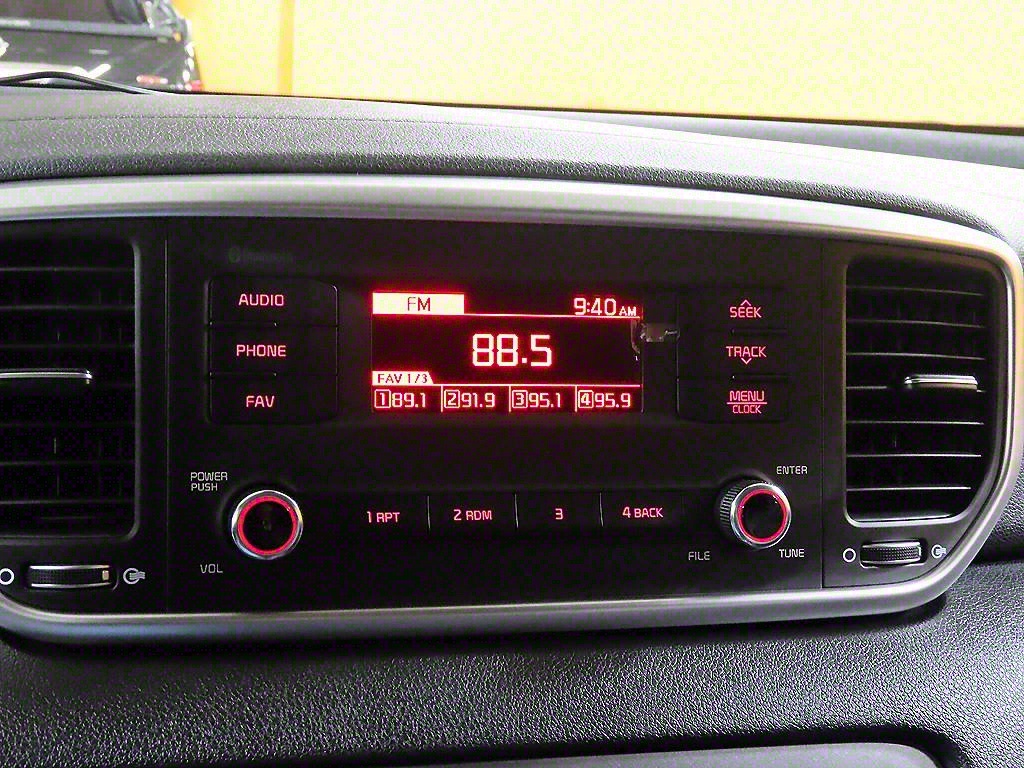 Bluetooth
AUDIO
PHONE
FAV
FM 9:40 AM
88.5
FAV 1/3
1 89.1 2 91.9 3 95.1 4 95.9
SEEK
TRACK
MENU
CLOCK
POWER
PUSH
VOL
1 RPT 2 RDM 3 4 BACK
ENTER
FILE
TUNE